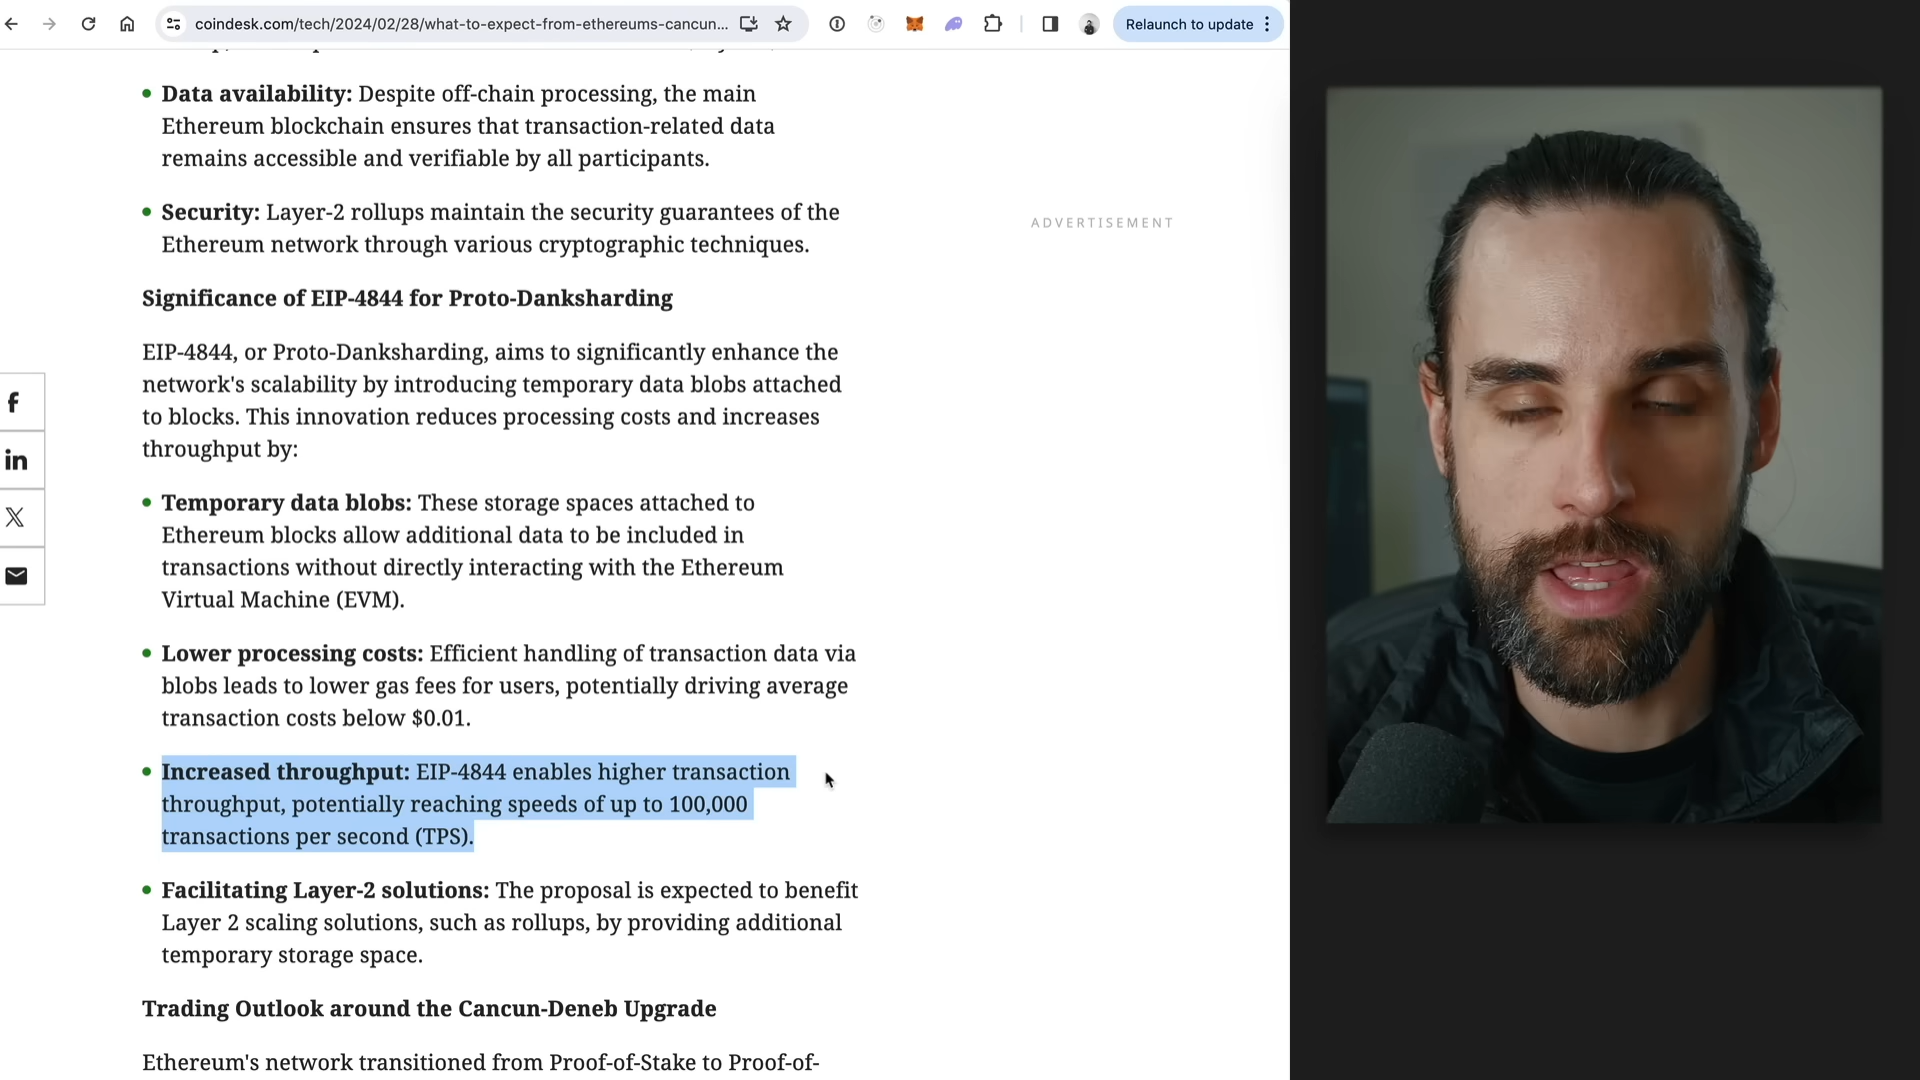 coindesk.com/tech/2024/02/28/what-to-expect-from-ethereums-cancun...
Relaunch to update
Data availability: Despite off-chain processing, the main
Ethereum blockchain ensures that transaction-related data
remains accessible and verifiable by all participants.
Security: Layer-2 rollups maintain the security guarantees of the
Ethereum network through various cryptographic techniques.
ADVERTISEMENT
Significance of EIP-4844 for Proto-Danksharding
EIP-4844, or Proto-Danksharding, aims to significantly enhance the
network's scalability by introducing temporary data blobs attached
to blocks. This innovation reduces processing costs and increases
throughput by:
Temporary data blobs: These storage spaces attached to
Ethereum blocks allow additional data to be included in
transactions without directly interacting with the Ethereum
Virtual Machine (EVM).
Lower processing costs: Efficient handling of transaction data via
blobs leads to lower gas fees for users, potentially driving average
transaction costs below $0.01.
Increased throughput: EIP-4844 enables higher transaction
throughput, potentially reaching speeds of up to 100,000
transactions per second (TPS).
Facilitating Layer-2 solutions: The proposal is expected to benefit
Layer 2 scaling solutions, such as rollups, by providing additional
temporary storage space.
Trading Outlook around the Cancun-Deneb Upgrade
Ethereum's network transitioned from Proof-of-Stake to Proof-of-